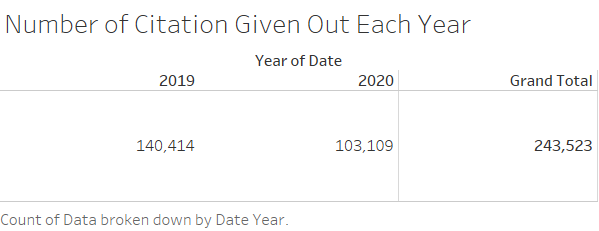 Number of Citation Given Out Each Year
Year of Date
2019 2020 Grand Total
140,414 103,109 243,523
Count of Data broken down by Date Year.